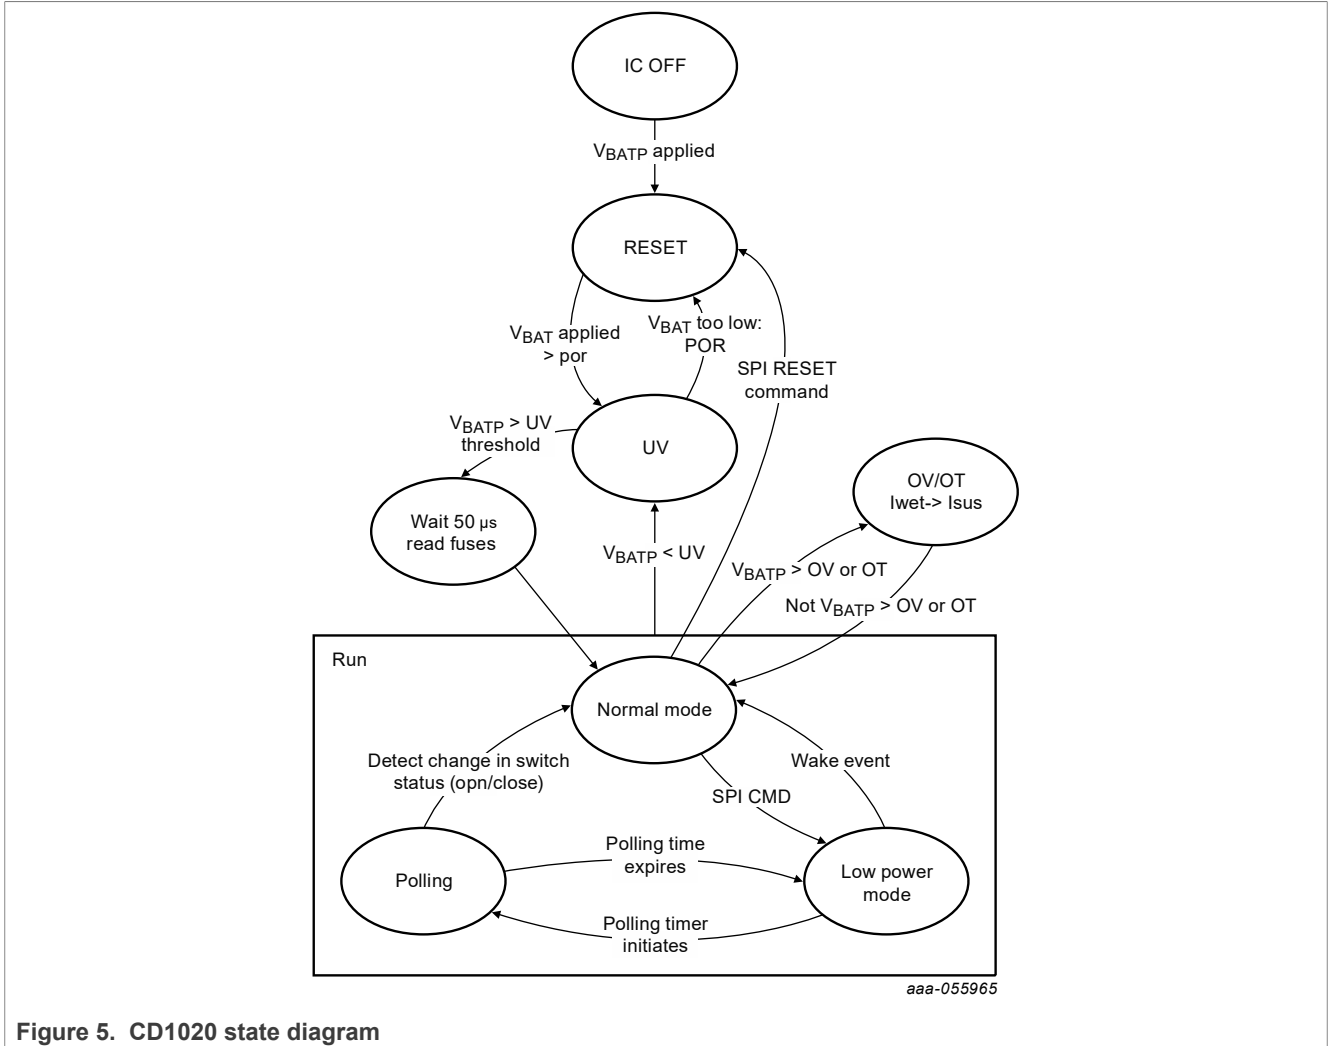 IC OFF
VBATP applied
RESET
VBAT applied
> por
VBAT too low:
POR
SPI RESET
command
VBATP > UV
threshold
UV
OV/OT
Iwet-> Isus
Wait 50 µs
read fuses
VBATP < UV
VBATP > OV or OT
Not VBATP > OV or OT
Run
Normal mode
Detect change in switch
status (opn/close)
Wake event
SPI CMD
Polling time
expires
Polling
Low power
mode
Polling timer
initiates
aaa-055965
Figure 5. CD1020 state diagram